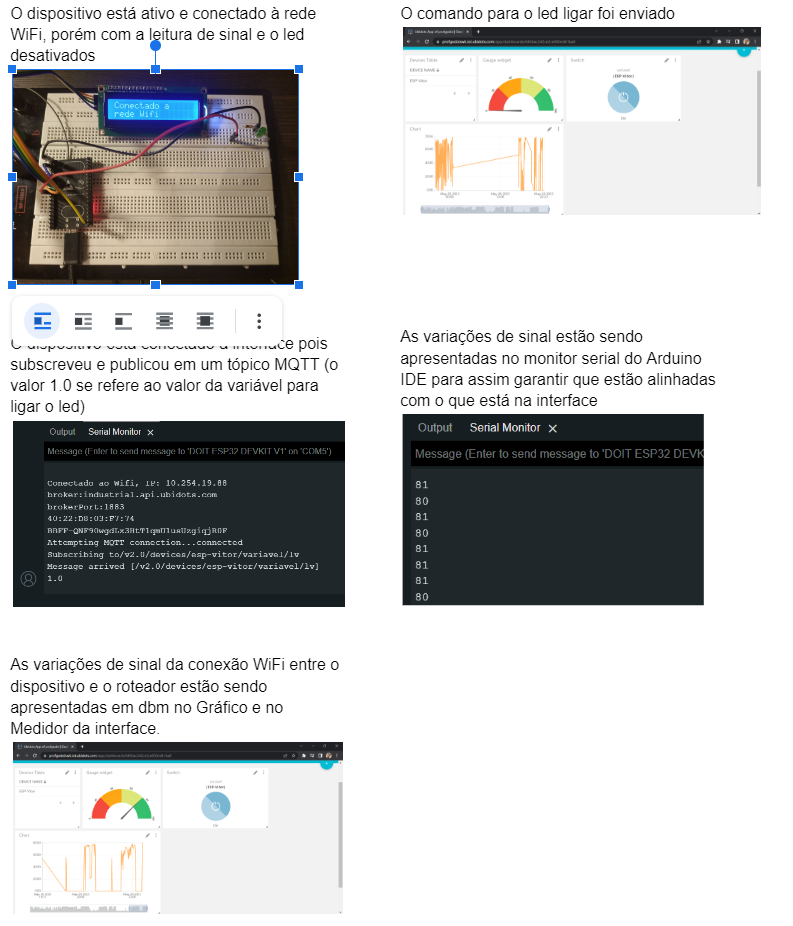 O dispositivo está ativo e conectado à rede
WiFi, porém com a leitura de sinal e o led
desativados
Conectado a
rede Wifi
O comando para o led ligar foi enviado
Devices Table
DEVICE NAME
ESP-Vitor
Gauge widget
Switch
(ESP-Vitor)
ON
Chart
O dispositivo está conectado à interface pois
subscreveu e publicou em um tópico MQTT (o
valor 1.0 se refere ao valor da variável para
ligar o led)
Output Serial Monitor
Message (Enter to send message to 'DOIT ESP32 DEVKIT V1' on 'COM5')
Conectado ao Wifi, IP: 10.254.19.88
broker:industrial.api.ubidots.com
brokerPort:1883
40:22:D8:03:F7:74
Attempting MQTT connection...connected
Subscribing to/v2.0/devices/esp-vitor/variavel/lv
Message arrived [/v2.0/devices/esp-vitor/variavel/lv]
1.0
As variações de sinal estão sendo
apresentadas no monitor serial do Arduino
IDE para assim garantir que estão alinhadas
com o que está na interface
Output Serial Monitor
Message (Enter to send message to 'DOIT ESP32 DEVK
81
80
81
80
81
81
81
80
As variações de sinal da conexão WiFi entre o
dispositivo e o roteador estão sendo
apresentadas em dbm no Gráfico e no
Medidor da interface.
Devices Table
DEVICE NAME
ESP-Vitor
Gauge widget
Switch
(ESP-Vitor)
ON
Chart